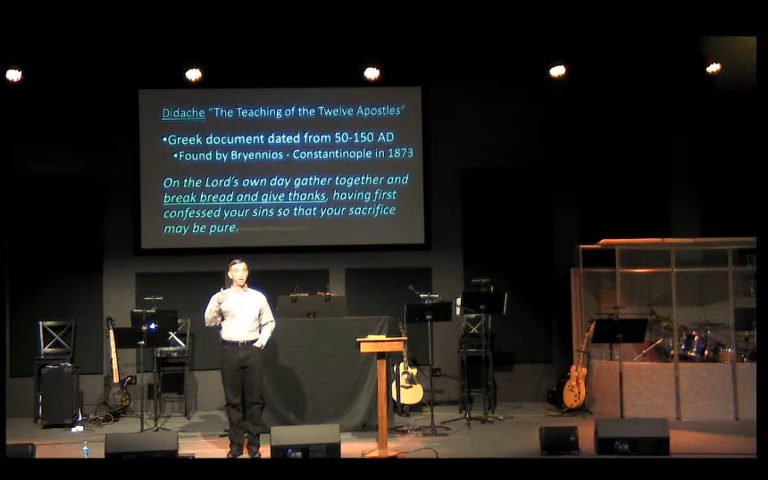 Didache "The Teaching of the Twelve Apostles"
•Greek document dated from 50-150 AD
•Found by Bryennios - Constantinople in 1873
On the Lord's own day gather together and
break bread and give thanks, having first
confessed your sins so that your sacrifice
may be pure.